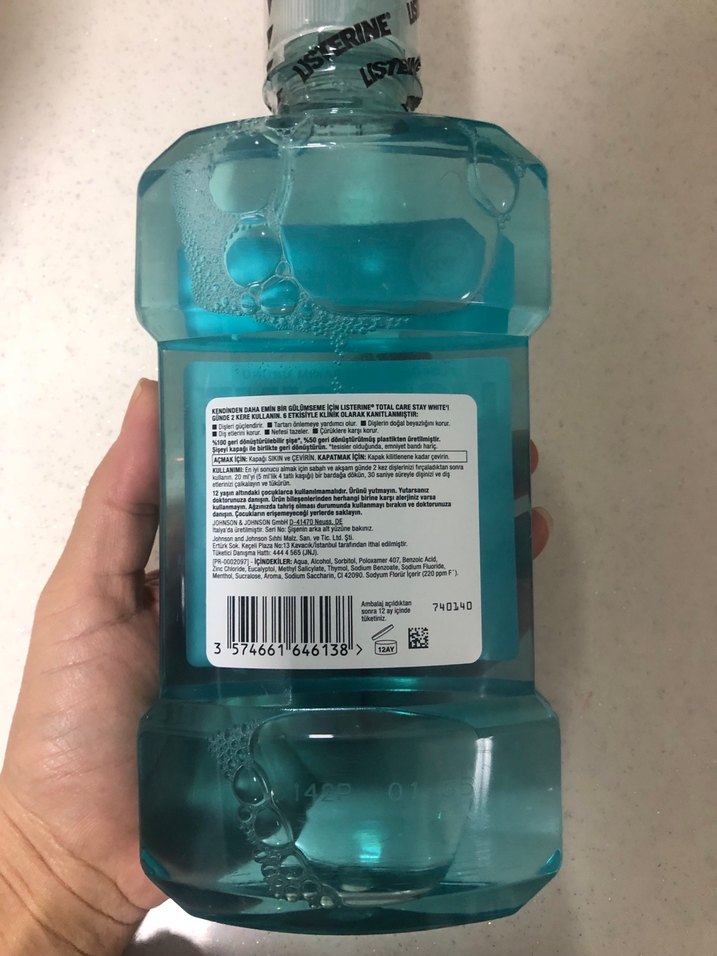 LISTERINE®
LISTERINE
KENDİNDEN DAHA EMİN BİR GÜLÜMSEME İÇİN LISTERINE® TOTAL CARE STAY WHITE'I
GÜNDE 2 KERE KULLANIN. 6 ETKİSİYLE KLİNİK OLARAK KANITLANMIŞTIR:
■ Dişleri güçlendirir. ■ Tartarı önlemeye yardımcı olur. ■ Dişlerin doğal beyazlığını korur.
■ Diş etlerini korur. ■ Nefesi tazeler. ■ Çürüklere karşı korur.
%100 geri dönüştürülebilir şişe*, %50 geri dönüştürülmüş plastikten üretilmiştir.
Şişeyi kapağı ile birlikte geri dönüştürün. *tesisler olduğunda, emniyet bandı hariç.
AÇMAK İÇİN: Kapağı SIKIN ve ÇEVİRİN. KAPATMAK İÇİN: Kapak kilitlenene kadar çevirin.
KULLANIMI: En iyi sonucu almak için sabah ve akşam günde 2 kez dişlerinizi fırçaladıktan sonra
kullanın. 20 ml'yi (5 ml'lik 4 tatlı kaşığı) bir bardağa dökün, 30 saniye süreyle dişinizi ve diş
etlerinizi çalkalayın ve tükürün.
12 yaşın altındaki çocuklarca kullanılmamalıdır. Ürünü yutmayın. Yutarsanız
doktorunuza danışın. Ürün bileşenlerinden herhangi birine karşı alerjiniz varsa
kullanmayın. Ağzınızda tahriş olması durumunda kullanmayı bırakın ve doktorunuza
danışın. Çocukların erişemeyeceği yerlerde saklayın.
JOHNSON & JOHNSON GmbH D-41470 Neuss, DE
İtalya'da üretilmiştir. Seri No: Şişenin arka alt yüzüne bakınız.
Johnson and Johnson Sıhhi Malz. San. ve Tic. Ltd. Şti.
Ertürk Sok. Keçeli Plaza No:13 Kavacık/İstanbul tarafından ithal edilmiştir.
Tüketici Danışma Hattı: 444 4 565 (JNJ).
[PR-0002097] - İÇİNDEKİLER: Aqua, Alcohol, Sorbitol, Poloxamer 407, Benzoic Acid,
Zinc Chloride, Eucalyptol, Methyl Salicylate, Thymol, Sodium Benzoate, Sodium Fluoride,
Menthol, Sucralose, Aroma, Sodium Saccharin, CI 42090. Sodyum Florür İçerir (220 ppm F⁻).
Ambalaj açıldıktan
sonra 12 ay içinde
tüketiniz.
740140
12AY
3 574661 646138 >